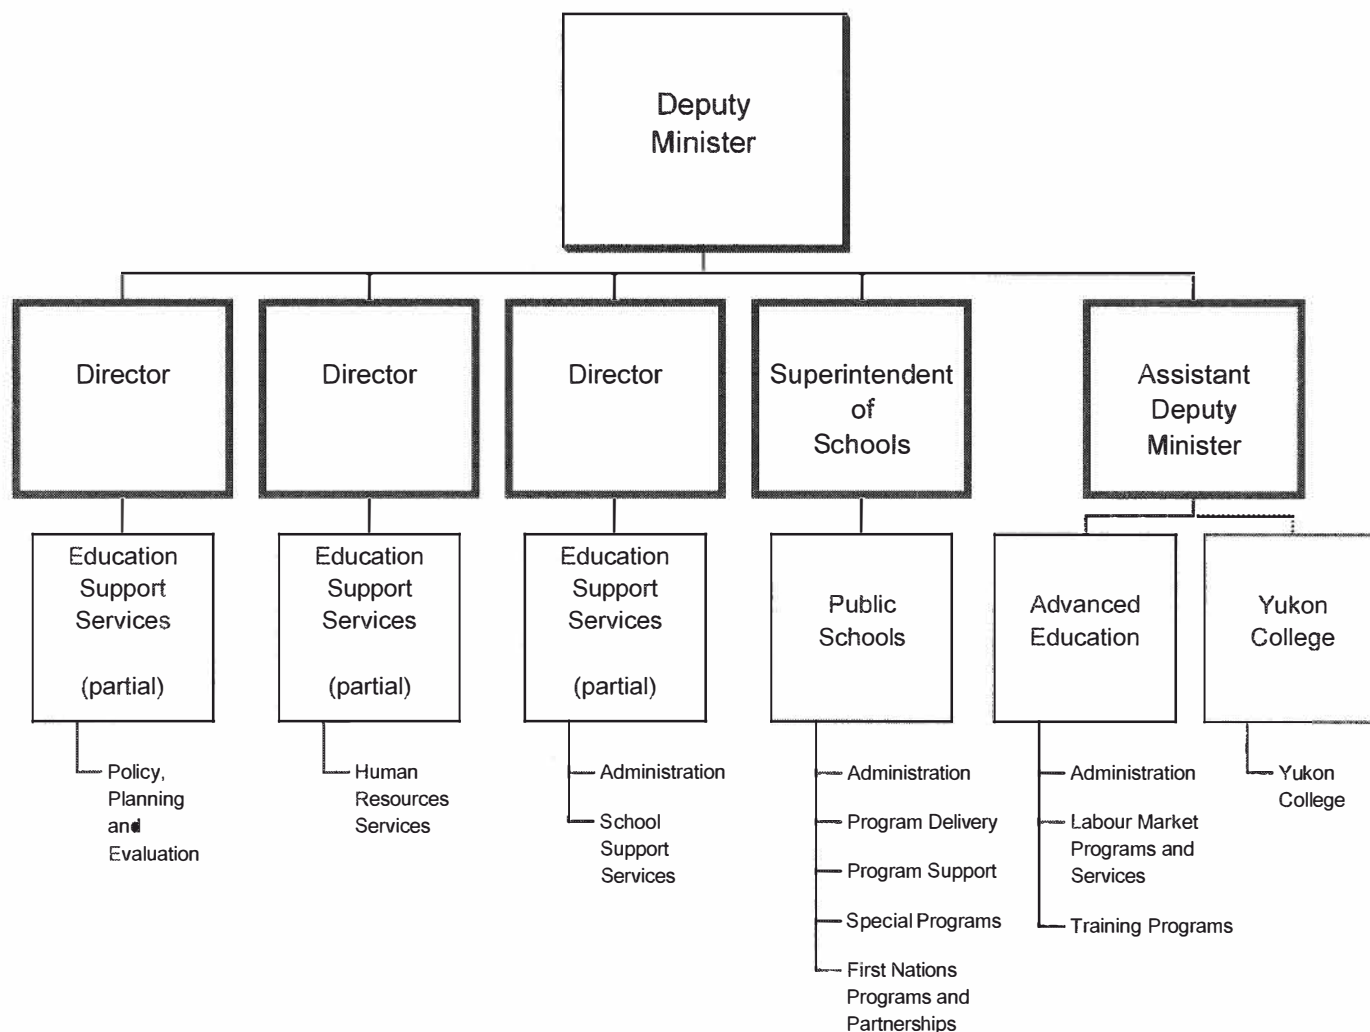 Deputy
Minister
Director
Director
Director
Superintendent
of
Schools
Assistant
Deputy
Minister
Education
Support
Services
(partial)
Education
Support
Services
(partial)
Education
Support
Services
(partial)
Public
Schools
Advanced
Education
Yukon
College
Policy,
Planning
and
Evaluation
Human
Resources
Services
Administration
School
Support
Services
Administration
Program Delivery
Program Support
Special Programs
First Nations
Programs and
Partnerships
Administration
Labour Market
Programs and
Services
Training Programs
Yukon
College